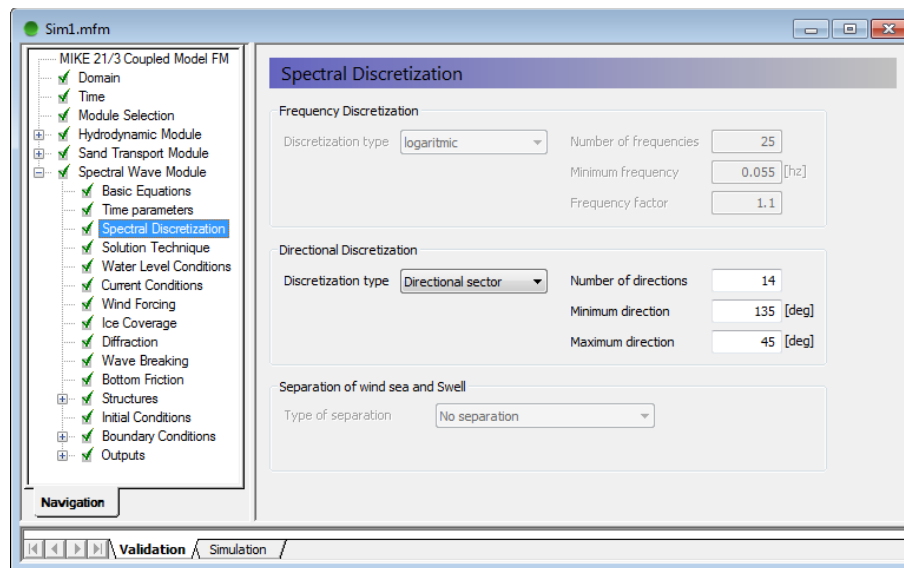 Sim1.mfm
MIKE 21/3 Coupled Model FM
Domain
Time
Module Selection
Hydrodynamic Module
Sand Transport Module
Spectral Wave Module
Basic Equations
Time parameters
Spectral Discretization
Solution Technique
Water Level Conditions
Current Conditions
Wind Forcing
Ice Coverage
Diffraction
Wave Breaking
Bottom Friction
Structures
Initial Conditions
Boundary Conditions
Outputs
Navigation
Spectral Discretization
Frequency Discretization
Discretization type logaritmic Number of frequencies 25
Minimum frequency 0.055 [hz]
Frequency factor 1.1
Directional Discretization
Discretization type Directional sector Number of directions 14
Minimum direction 135 [deg]
Maximum direction 45 [deg]
Separation of wind sea and Swell
Type of separation No separation
Validation Simulation